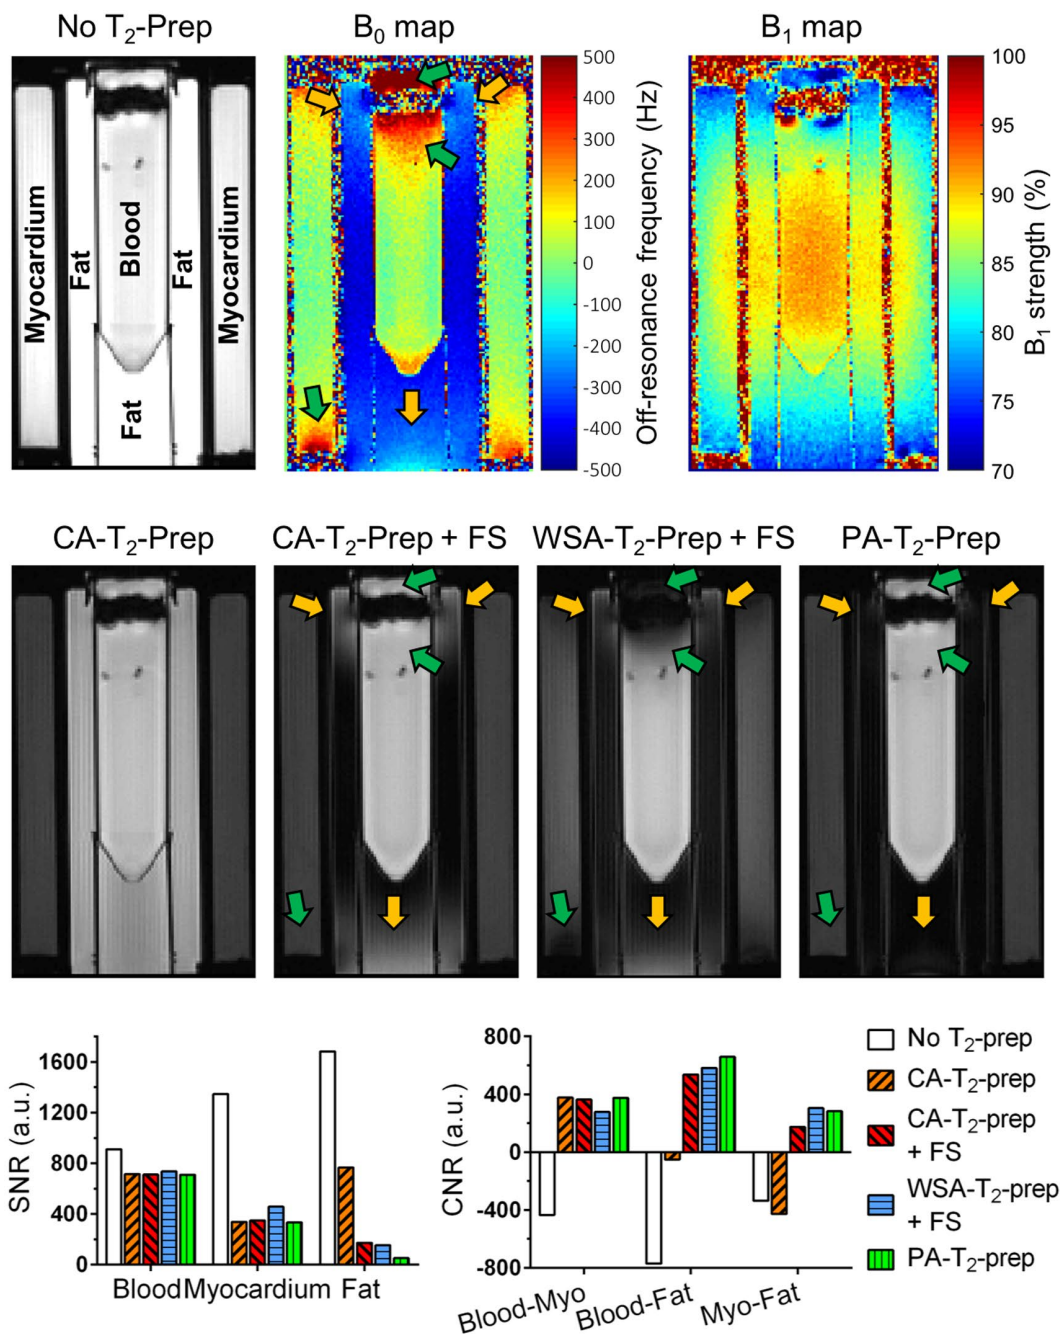 No T2-Prep
B0 map
B1 map
Myocardium
Fat
Blood
Fat
Myocardium
Fat
500
400
300
200
100
0
-100
-200
-300
-400
-500
Off-resonance frequency (Hz)
100
95
90
85
80
75
70
B1 strength (%)
CA-T2-Prep
CA-T2-Prep + FS
WSA-T2-Prep + FS
PA-T2-Prep
SNR (a.u.)
1600
1200
800
400
0
Blood
Myocardium
Fat
CNR (a.u.)
800
400
0
-400
-800
Blood-Myo
Blood-Fat
Myo-Fat
No T2-prep
CA-T2-prep
CA-T2-prep
+ FS
WSA-T2-prep
+ FS
PA-T2-prep